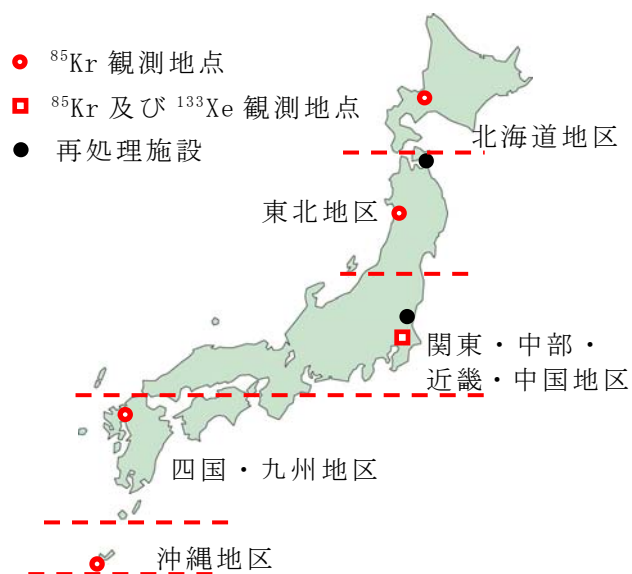 ⁸⁵Kr 観測地点
⁸⁵Kr 及び ¹³³Xe 観測地点
再処理施設
北海道地区
東北地区
関東・中部・
近畿・中国地区
四国・九州地区
沖縄地区